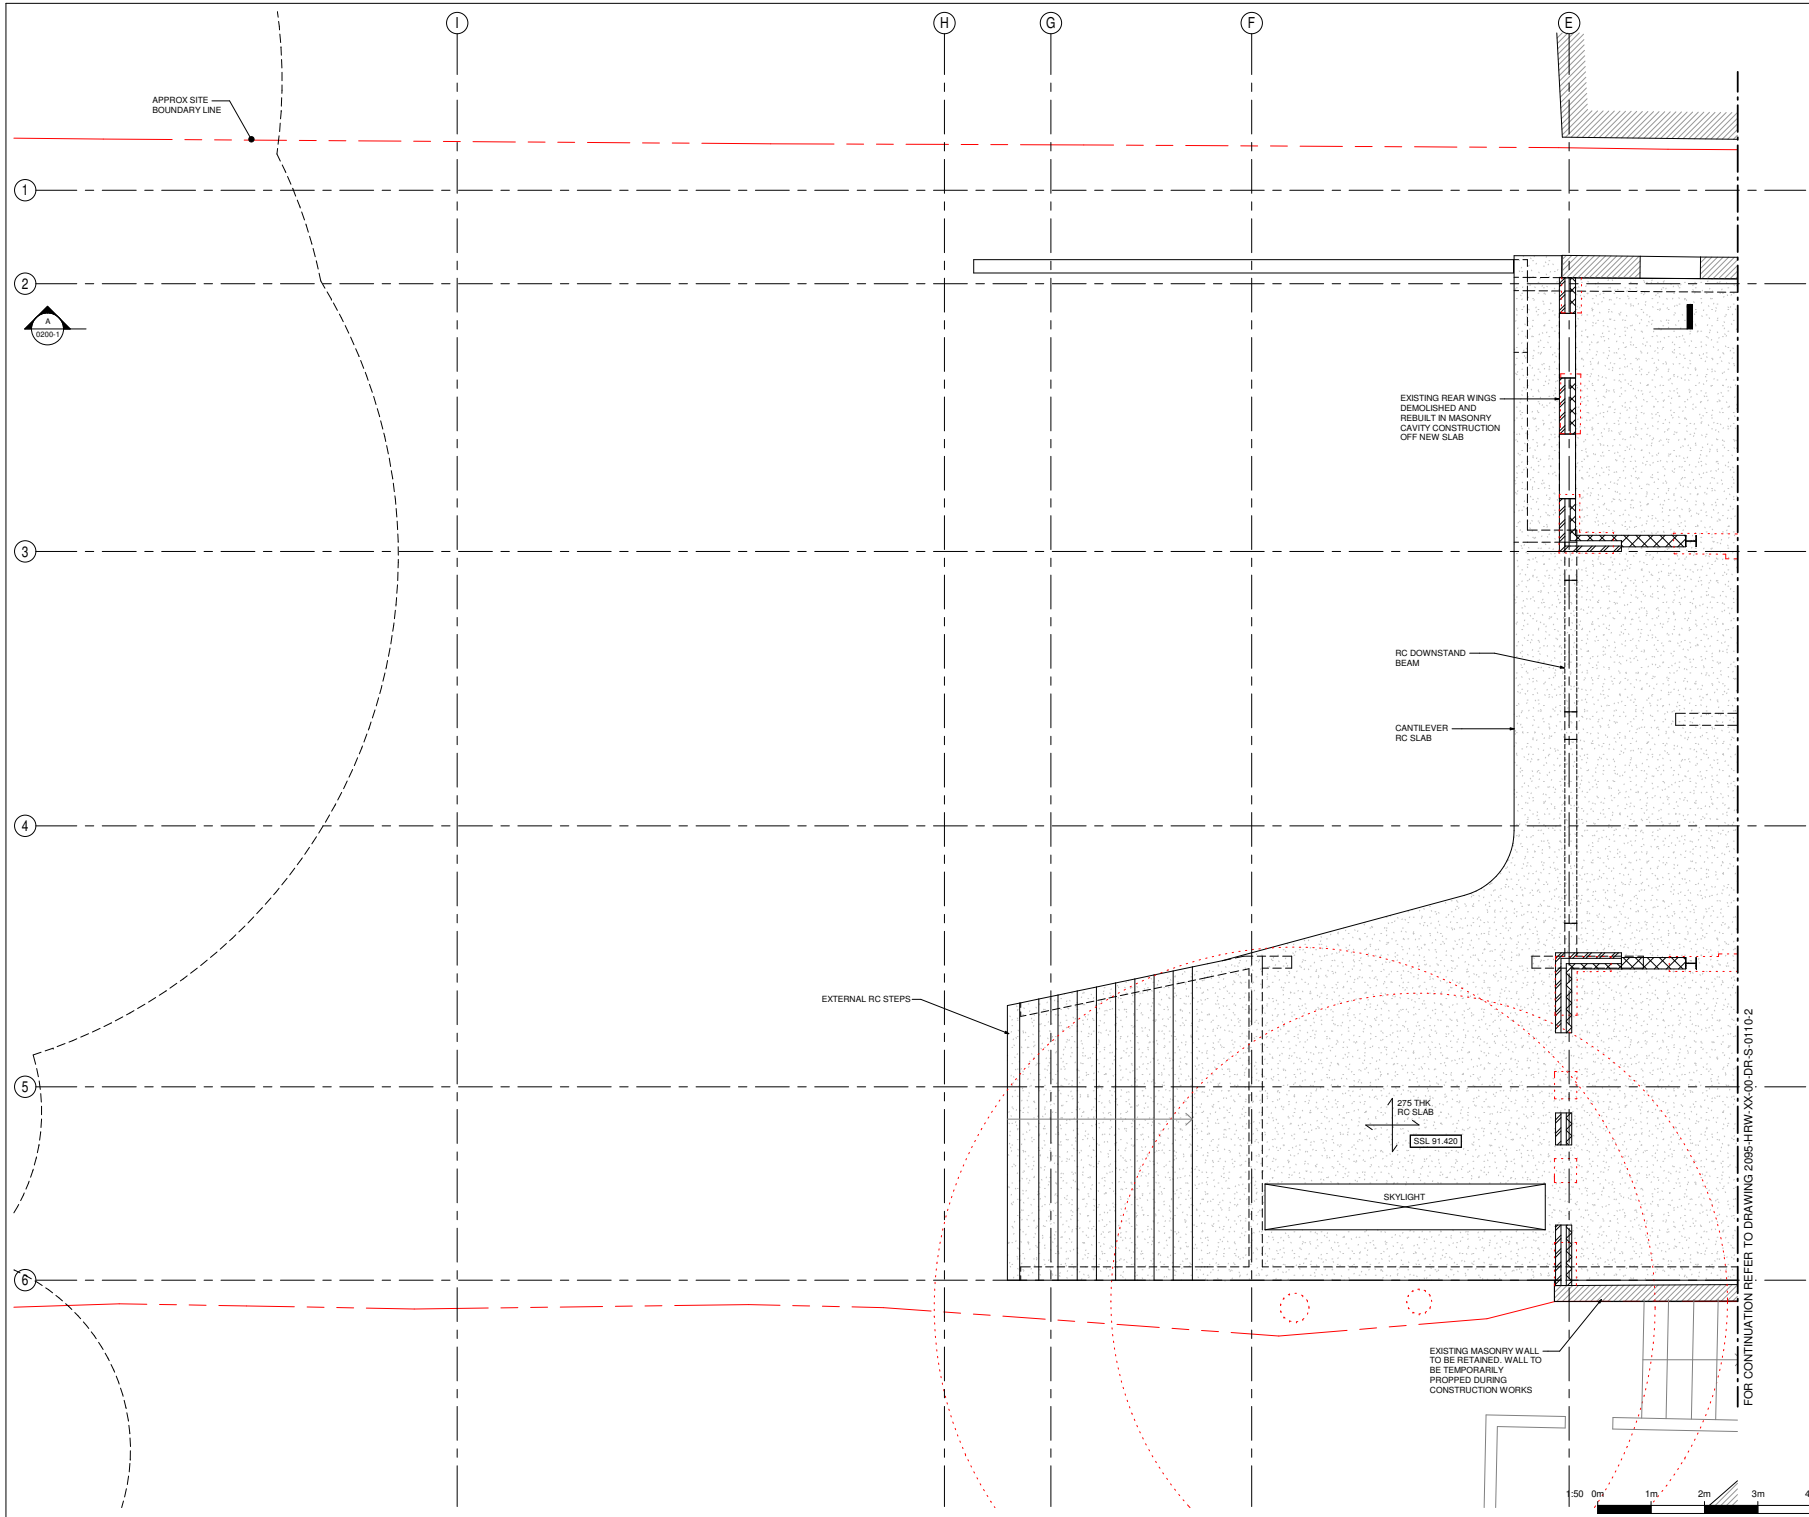 I
H
G
F
E
APPROX SITE
BOUNDARY LINE
1
2
A
0200-1
EXISTING REAR WINGS
DEMOLISHED AND
REBUILT IN MASONRY
CAVITY CONSTRUCTION
OFF NEW SLAB
3
RC DOWNSTAND
BEAM
CANTILEVER
RC SLAB
4
EXTERNAL RC STEPS
5
275 THK
RC SLAB
SSL 91.420
SKYLIGHT
6
FOR CONTINUATION REFER TO DRAWING 2095-HRW-XX-00-DR-S-0110-2
EXISTING MASONRY WALL
TO BE RETAINED. WALL TO
BE TEMPORARILY
PROPPED DURING
CONSTRUCTION WORKS
1:50 0m 1m 2m 3m 4